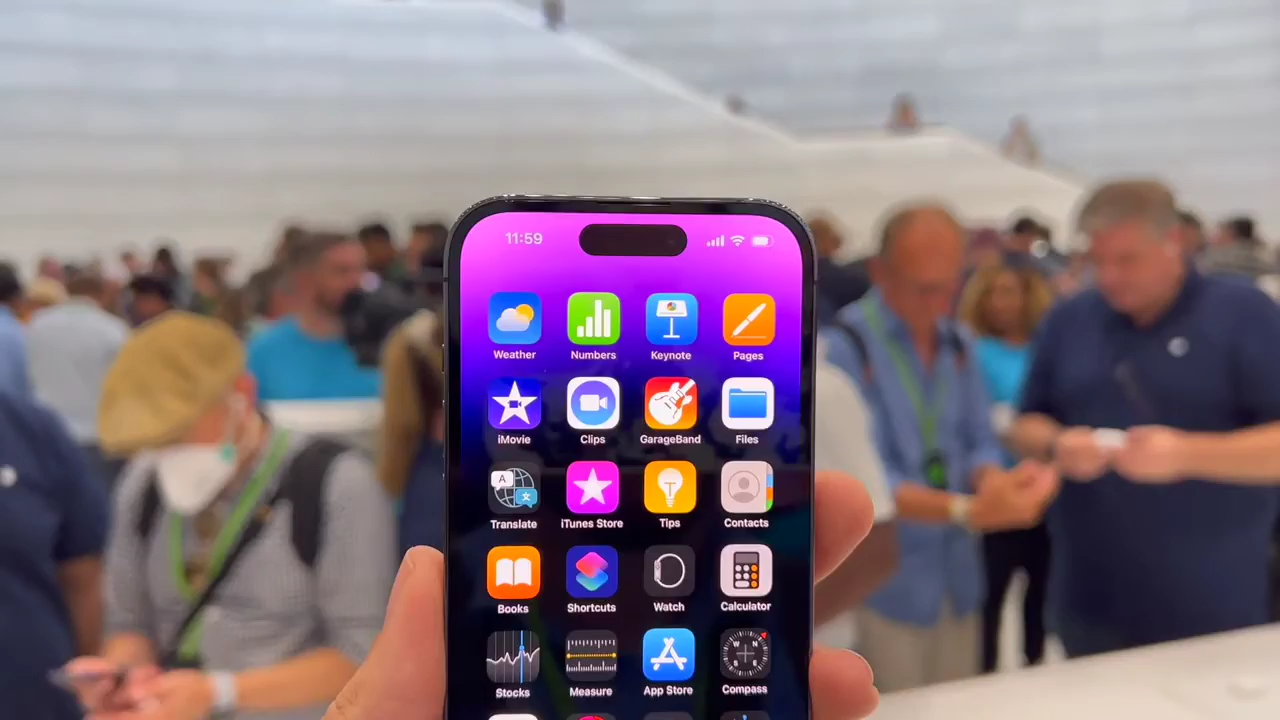 11:59
Weather Numbers Keynote Pages
iMovie Clips GarageBand Files
A 文
Translate iTunes Store Tips Contacts
Books Shortcuts Watch Calculator
Stocks Measure App Store Compass